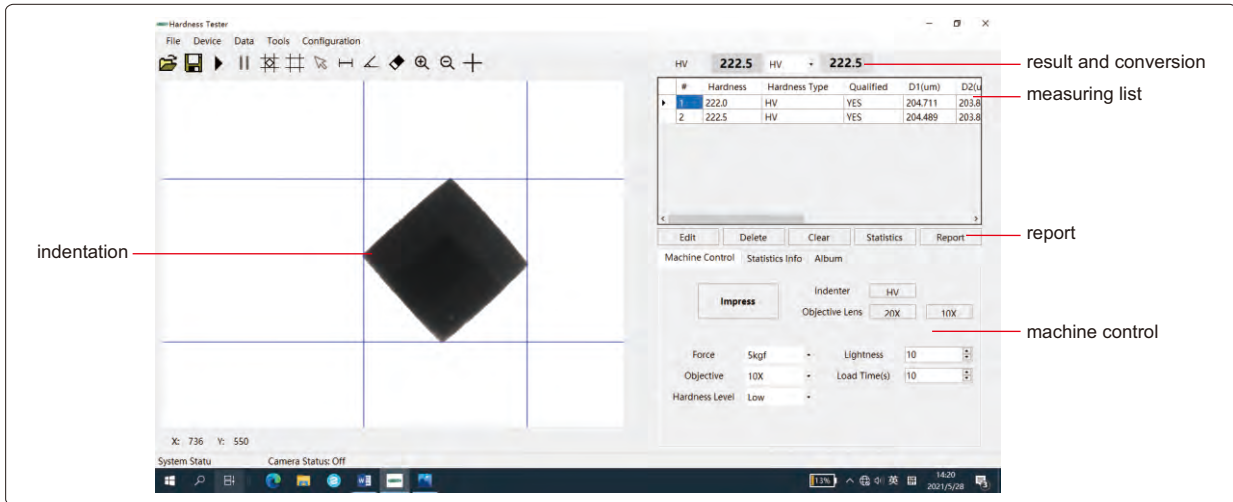 Hardness Tester
File Device Data Tools Configuration
HV 222.5 HV 222.5
result and conversion
# Hardness Hardness Type Qualified D1(um) D2(u
measuring list
1 222.0 HV YES 204.711 203.8
2 222.5 HV YES 204.489 203.8
Edit Delete Clear Statistics Report
report
indentation
Machine Control Statistics Info Album
Impress
Indenter HV
Objective Lens 20X 10X
machine control
Force 5kgf Lightness 10
Objective 10X Load Time(s) 10
Hardness Level Low
X: 736 Y: 550
System Statu Camera Status: Off
13% 英 14:20
2021/5/28